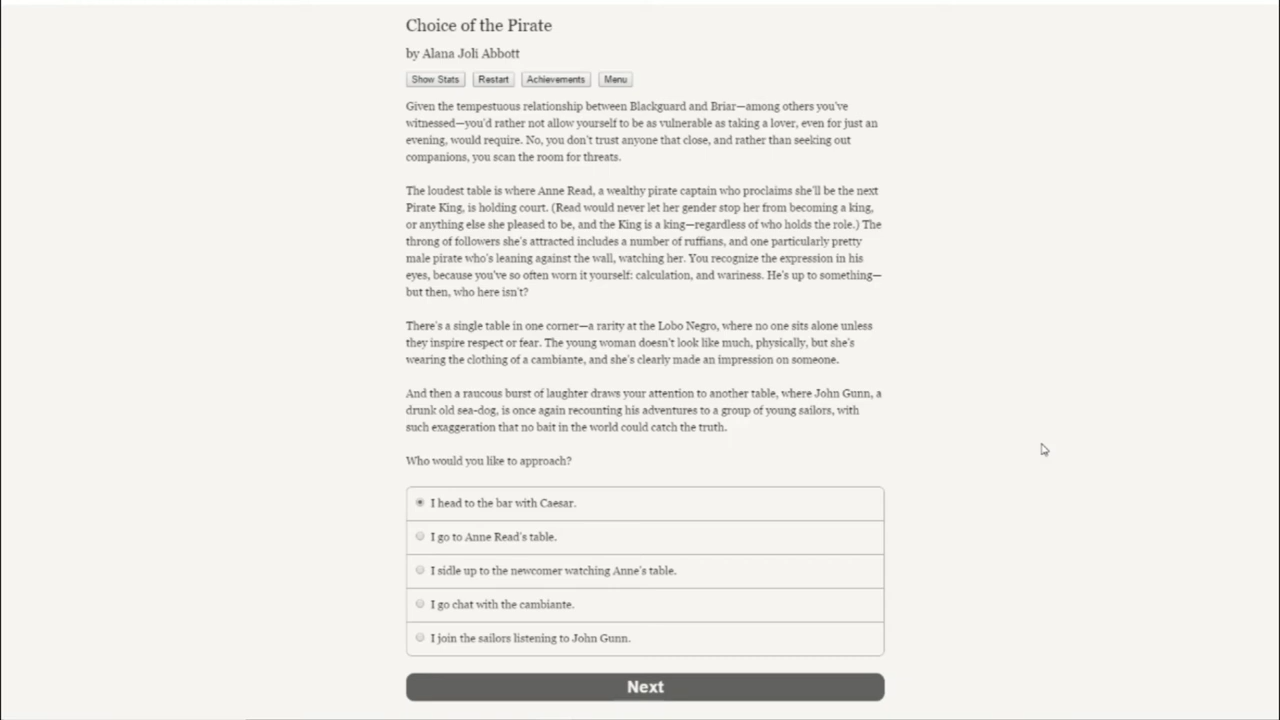 Choice of the Pirate
by Alana Joli Abbott
Show Stats Restart Achievements Menu
Given the tempestuous relationship between Blackguard and Briar—among others you've
witnessed—you'd rather not allow yourself to be as vulnerable as taking a lover, even for just an
evening, would require. No, you don't trust anyone that close, and rather than seeking out
companions, you scan the room for threats.
The loudest table is where Anne Read, a wealthy pirate captain who proclaims she'll be the next
Pirate King, is holding court. (Read would never let her gender stop her from becoming a king,
or anything else she pleased to be, and the King is a king—regardless of who holds the role.) The
throng of followers she's attracted includes a number of ruffians, and one particularly pretty
male pirate who's leaning against the wall, watching her. You recognize the expression in his
eyes, because you've so often worn it yourself: calculation, and wariness. He's up to something—
but then, who here isn't?
There's a single table in one corner—a rarity at the Lobo Negro, where no one sits alone unless
they inspire respect or fear. The young woman doesn't look like much, physically, but she's
wearing the clothing of a cambiante, and she's clearly made an impression on someone.
And then a raucous burst of laughter draws your attention to another table, where John Gunn, a
drunk old sea-dog, is once again recounting his adventures to a group of young sailors, with
such exaggeration that no bait in the world could catch the truth.
Who would you like to approach?
I head to the bar with Caesar.
I go to Anne Read's table.
I sidle up to the newcomer watching Anne's table.
I go chat with the cambiante.
I join the sailors listening to John Gunn.
Next